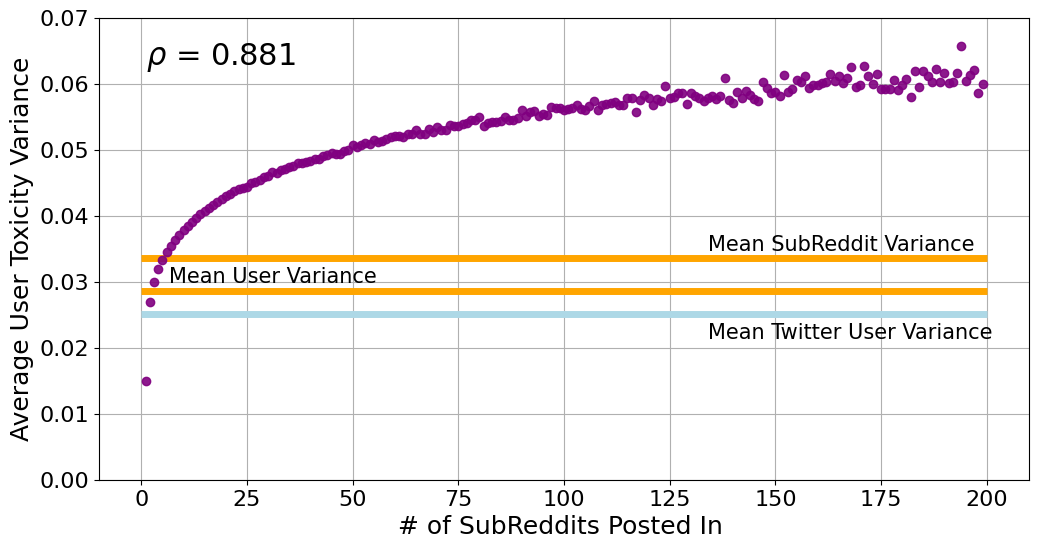 ρ = 0.881
Average User Toxicity Variance
0.07
0.06
0.05
0.04
0.03
0.02
0.01
0.00
Mean SubReddit Variance
Mean User Variance
Mean Twitter User Variance
0 25 50 75 100 125 150 175 200
# of SubReddits Posted In